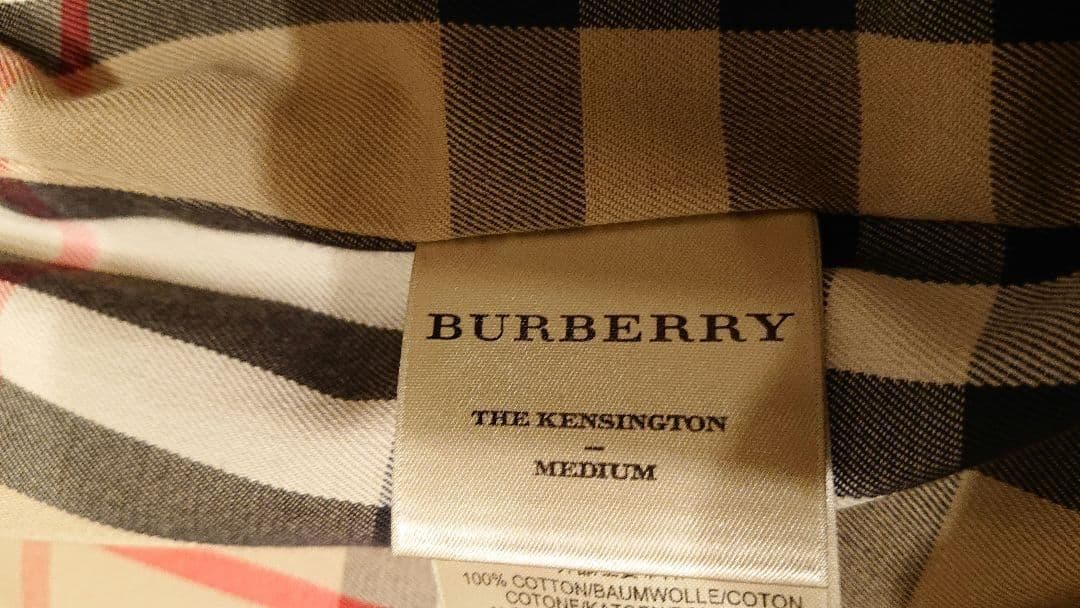 BURBERRY
THE KENSINGTON
–
MEDIUM
100% COTTON/BAUMWOLLE/COTON